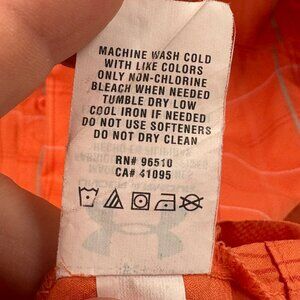 MACHINE WASH COLD
WITH LIKE COLORS
ONLY NON-CHLORINE
BLEACH WHEN NEEDED
TUMBLE DRY LOW
COOL IRON IF NEEDED
DO NOT USE SOFTENERS
DO NOT DRY CLEAN
RN# 96510
CA# 41095